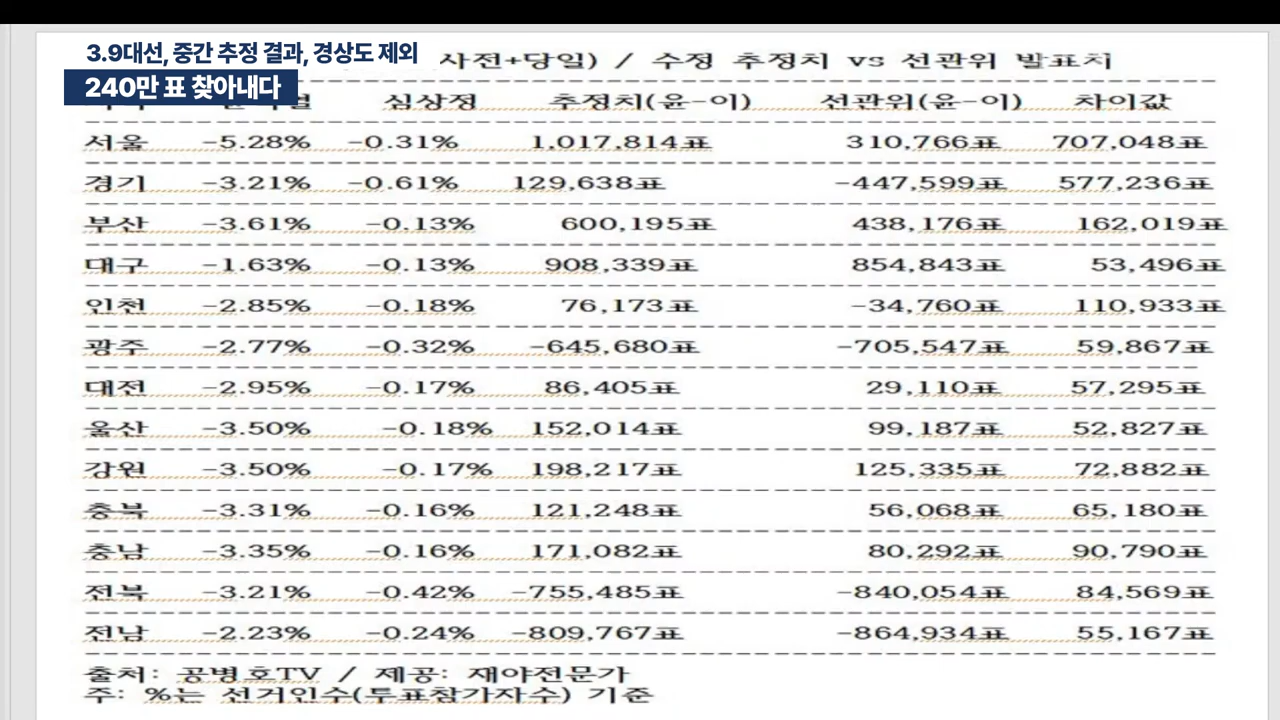 3.9대선, 중간 추정 결과, 경상도 제외
240만 표 찾아내다
사전+당일) / 수정 추정치 vs 선관위 발표치
심상정 추정치(윤-이) 선관위(윤-이) 차이값
서울 -5.28% -0.31% 1,017,814표 310,766표 707,048표
경기 -3.21% -0.61% 129,638표 -447,599표 577,236표
부산 -3.61% -0.13% 600,195표 438,176표 162,019표
대구 -1.63% -0.13% 908,339표 854,843표 53,496표
인천 -2.85% -0.18% 76,173표 -34,760표 110,933표
광주 -2.77% -0.32% -645,680표 -705,547표 59,867표
대전 -2.95% -0.17% 86,405표 29,110표 57,295표
울산 -3.50% -0.18% 152,014표 99,187표 52,827표
강원 -3.50% -0.17% 198,217표 125,335표 72,882표
충북 -3.31% -0.16% 121,248표 56,068표 65,180표
충남 -3.35% -0.16% 171,082표 80,292표 90,790표
전북 -3.21% -0.42% -755,485표 -840,054표 84,569표
전남 -2.23% -0.24% -809,767표 -864,934표 55,167표
출처: 공병호TV / 제공: 재야전문가
주: %는 선거인수(투표참가자수) 기준